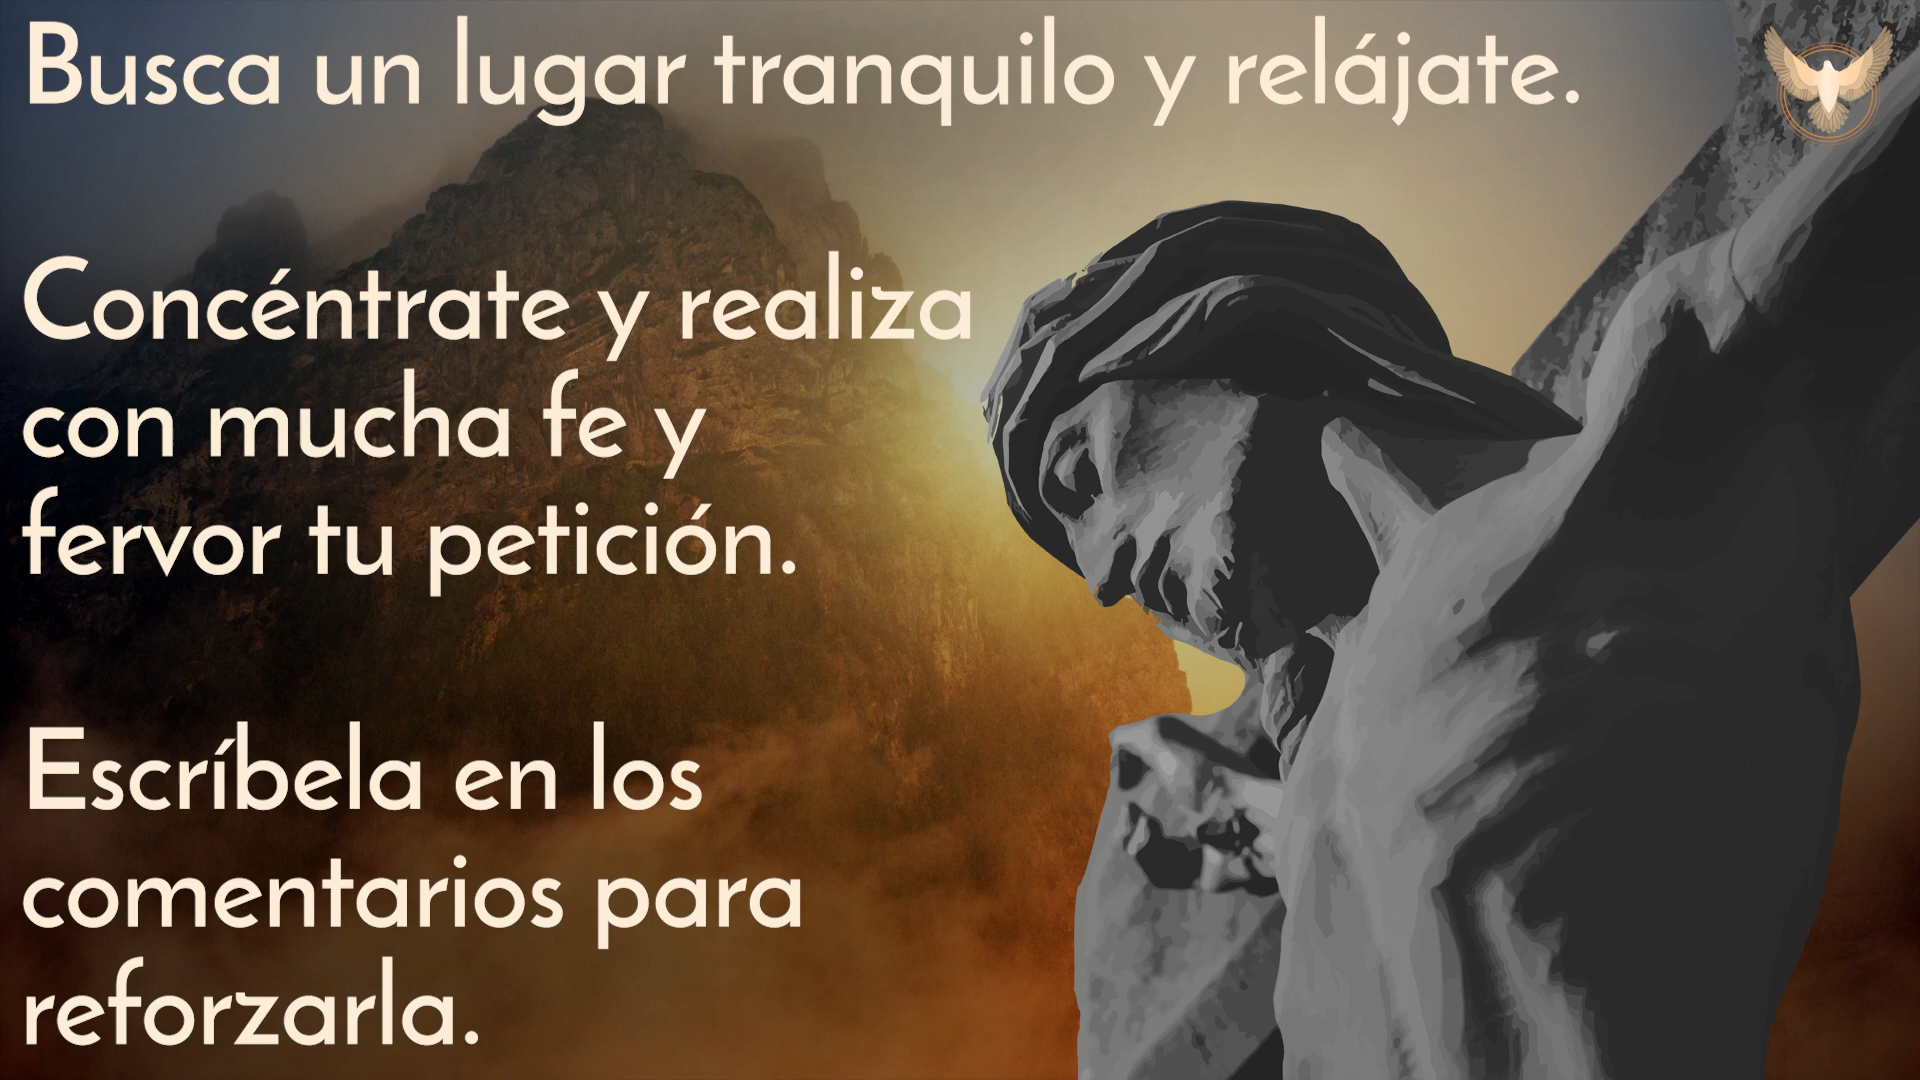 Busca un lugar tranquilo y relájate.
Concéntrate y realiza
con mucha fe y
fervor tu petición.
Escríbela en los
comentarios para
reforzarla.